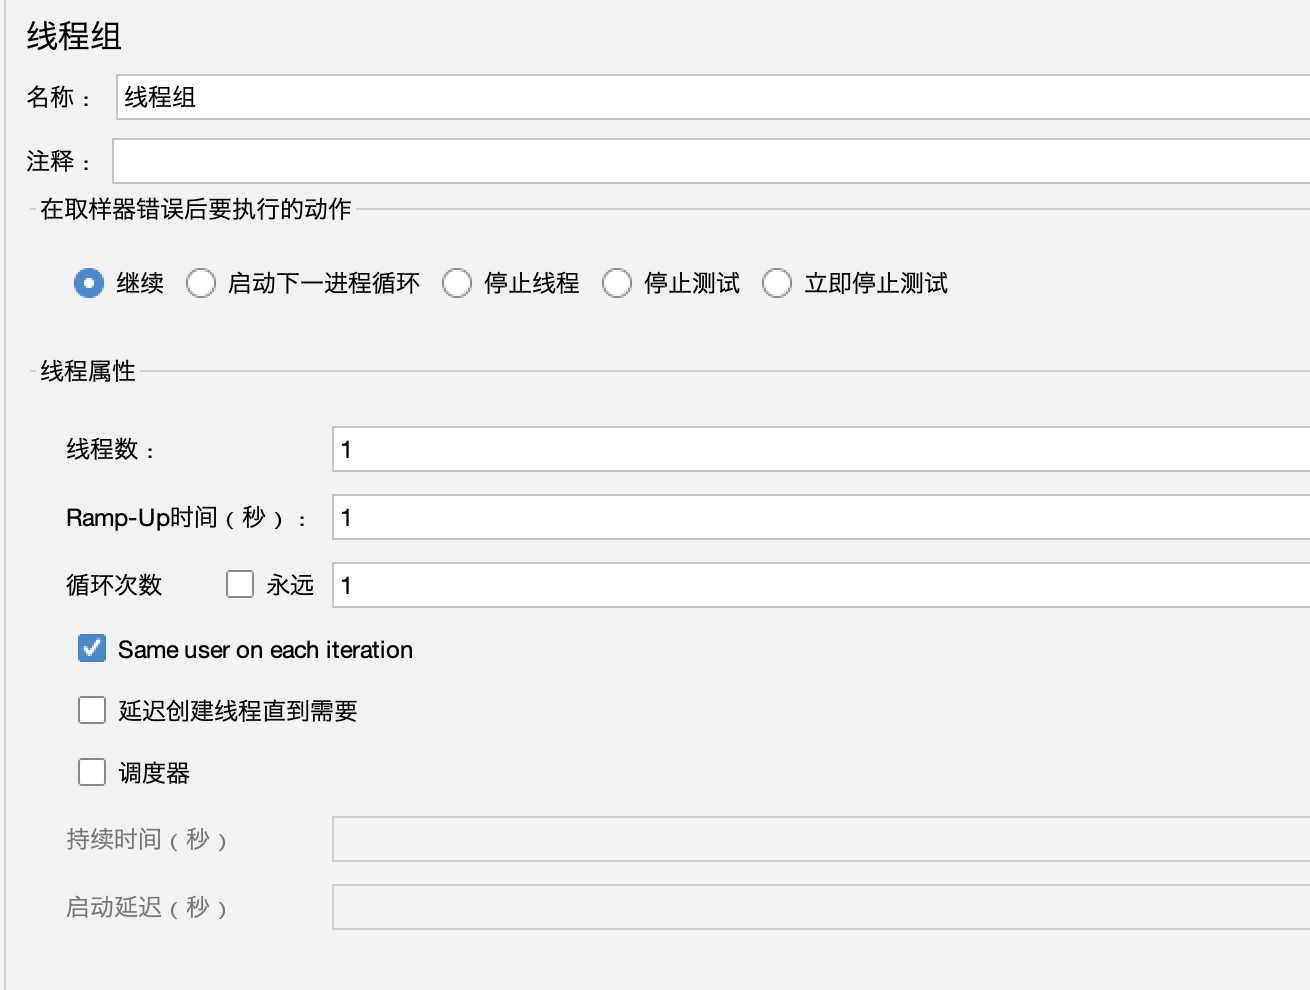 线程组
名称： 线程组
注释：
在取样器错误后要执行的动作
继续 启动下一进程循环 停止线程 停止测试 立即停止测试
线程属性
线程数： 1
Ramp-Up时间（秒）： 1
循环次数 永远 1
Same user on each iteration
延迟创建线程直到需要
调度器
持续时间（秒）
启动延迟（秒）